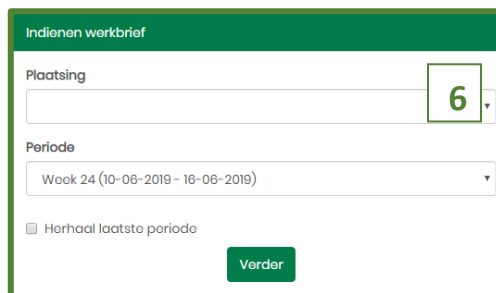 Indienen werkbrief
Plaatsing
6
Periode
Week 24 (10-06-2019 - 16-06-2019)
Herhaal laatste periode
Verder